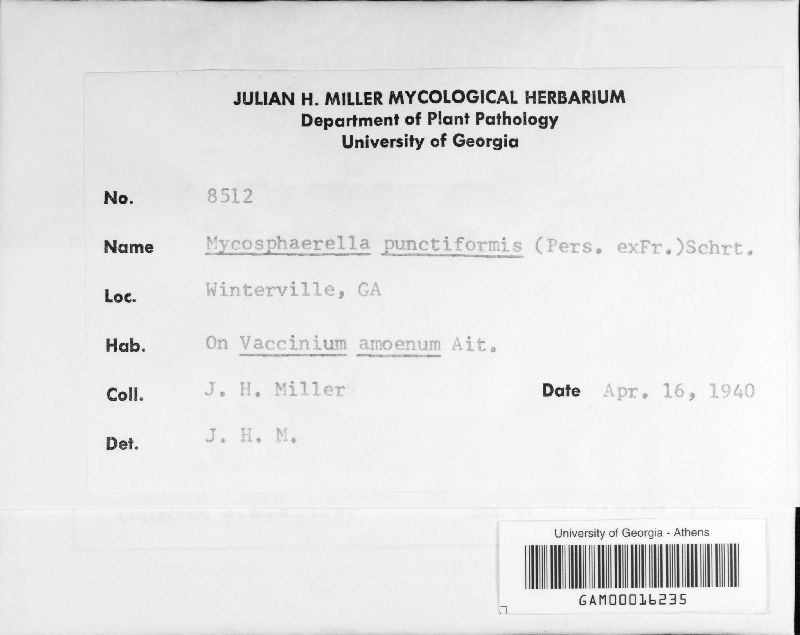 JULIAN H. MILLER MYCOLOGICAL HERBARIUM
Department of Plant Pathology
University of Georgia
No. 8512
Name Mycosphaerella punctiformis (Pers. exFr.)Schrt.
Loc. Winterville, GA
Hab. On Vaccinium amoenum Ait.
Coll. J. H. Miller Date Apr. 16, 1940
Det. J. H. M.
University of Georgia - Athens
GAM00016235